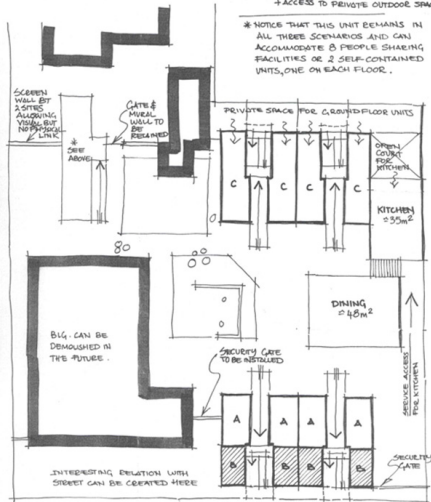 + ACCESS TO PRIVATE OUTDOOR SPA
* NOTICE THAT THIS UNIT REMAINS IN
ALL THREE SCENARIOS AND CAN
ACCOMMODATE 8 PEOPLE SHARING
FACILITIES OR 2 SELF-CONTAINED
UNITS, ONE ON EACH FLOOR.
SCREEN
WALL BET
2 SITES
ALLOWING
VISUAL BUT
NO PHYSICAL
LINK
GATE &
MURAL
WALL TO
BE
RETAINED
* SEE
ABOVE
PRIVATE SPACE FOR GROUND FLOOR UNITS
OPEN
COURT
FOR
KITCHEN
C
C
C
C
KITCHEN
=35m²
DINING
=48m²
SERVICE ACCESS
FOR KITCHEN
BLG. CAN BE
DEMOLISHED IN
THE FUTURE.
SECURITY GATE
TO BE INSTALLED
A
A
A
A
B
B
B
B
SECURITY
GATE
INTERESTING RELATION WITH
STREET CAN BE CREATED HERE